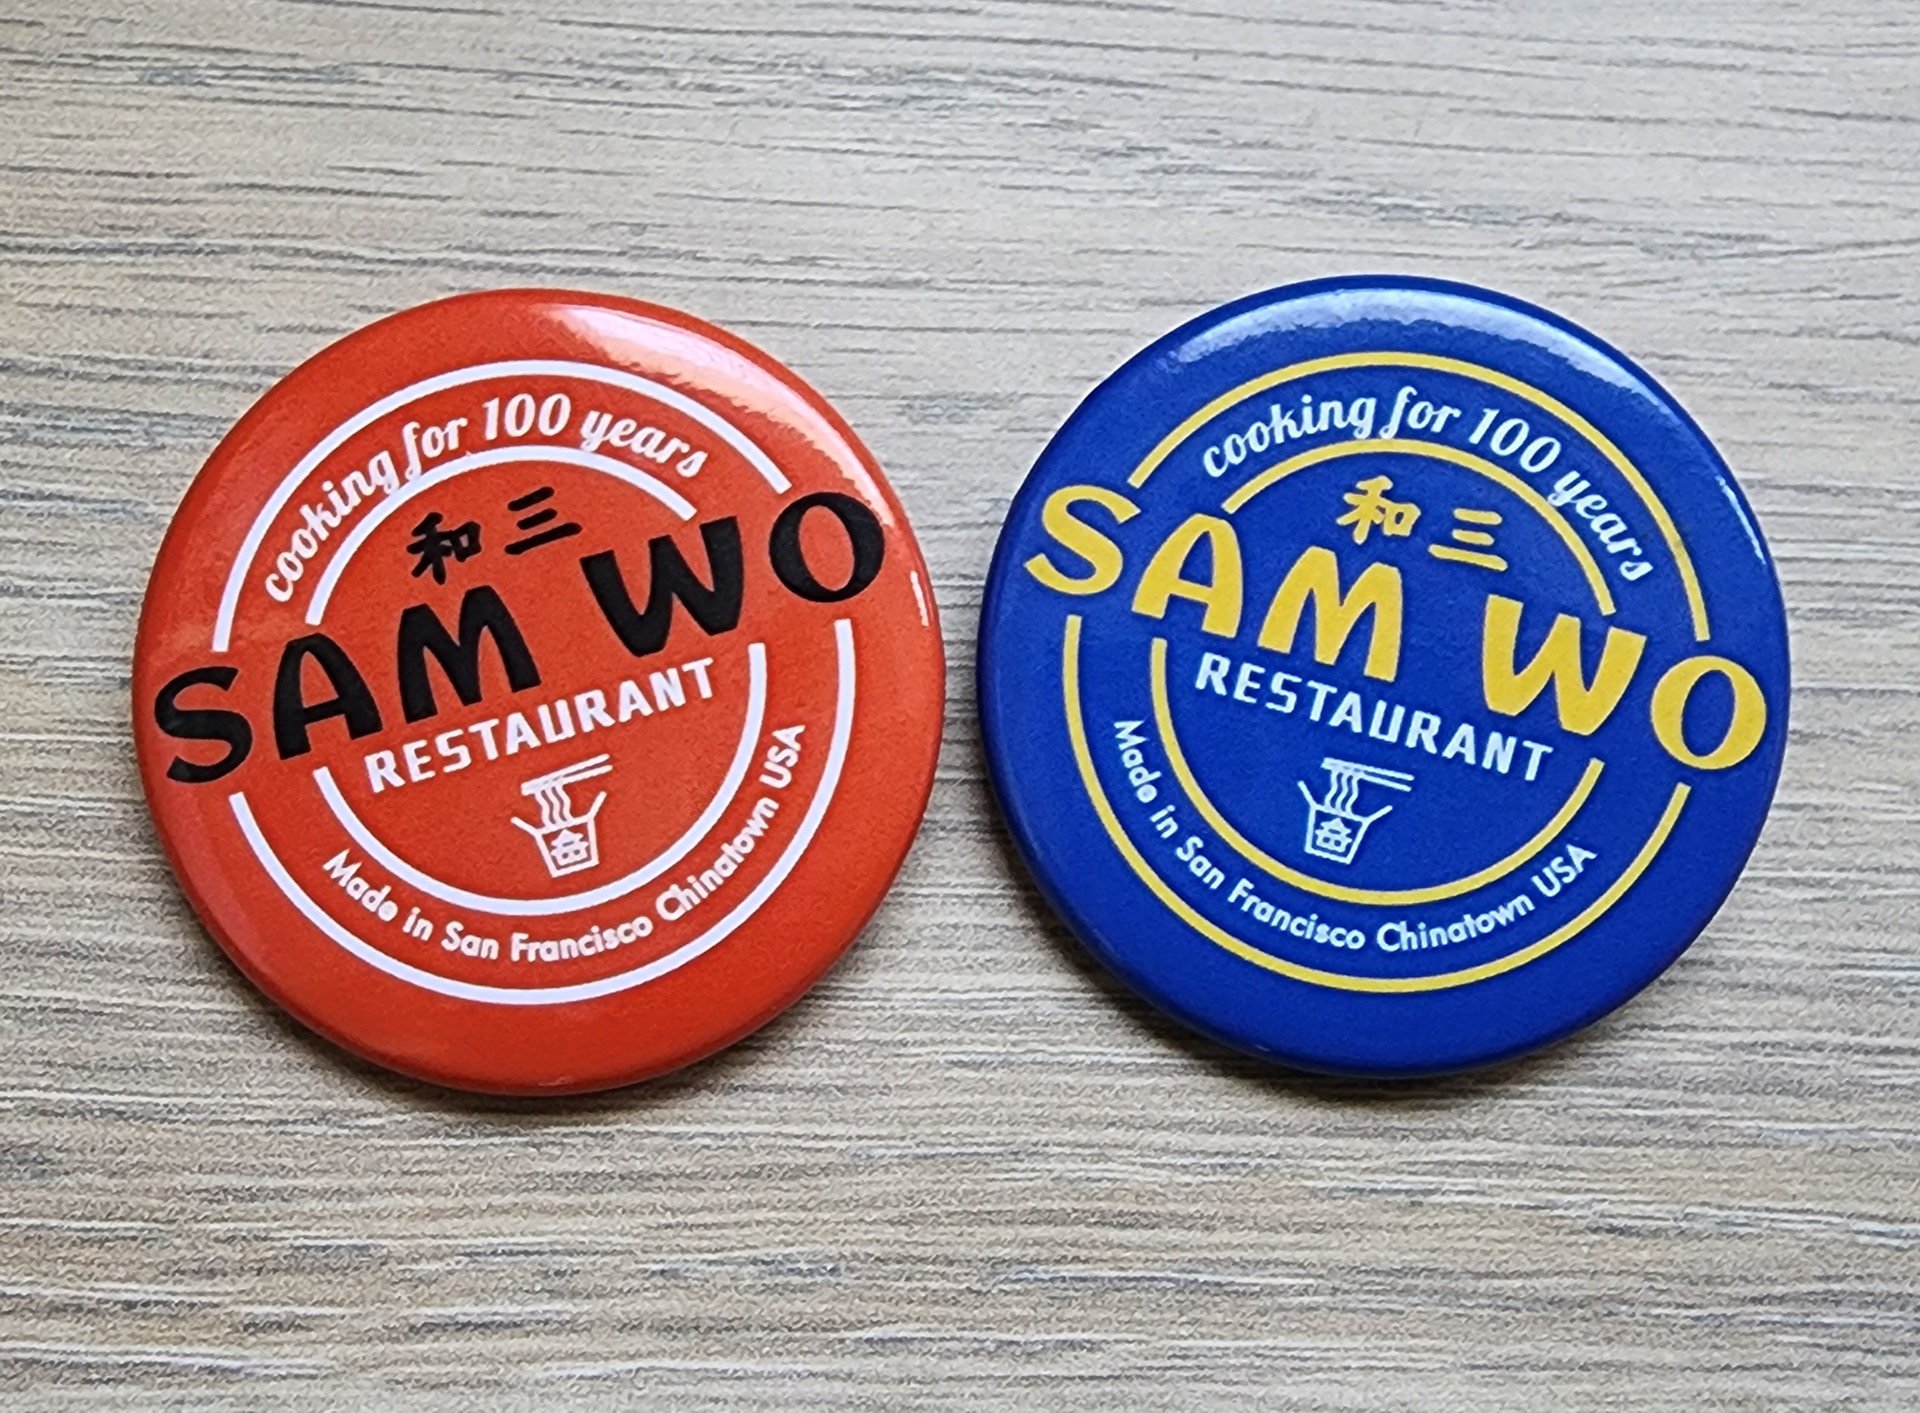 cooking for 100 years
和三
SAM WO
RESTAURANT
Made in San Francisco Chinatown USA
cooking for 100 years
和三
SAM WO
RESTAURANT
Made in San Francisco Chinatown USA